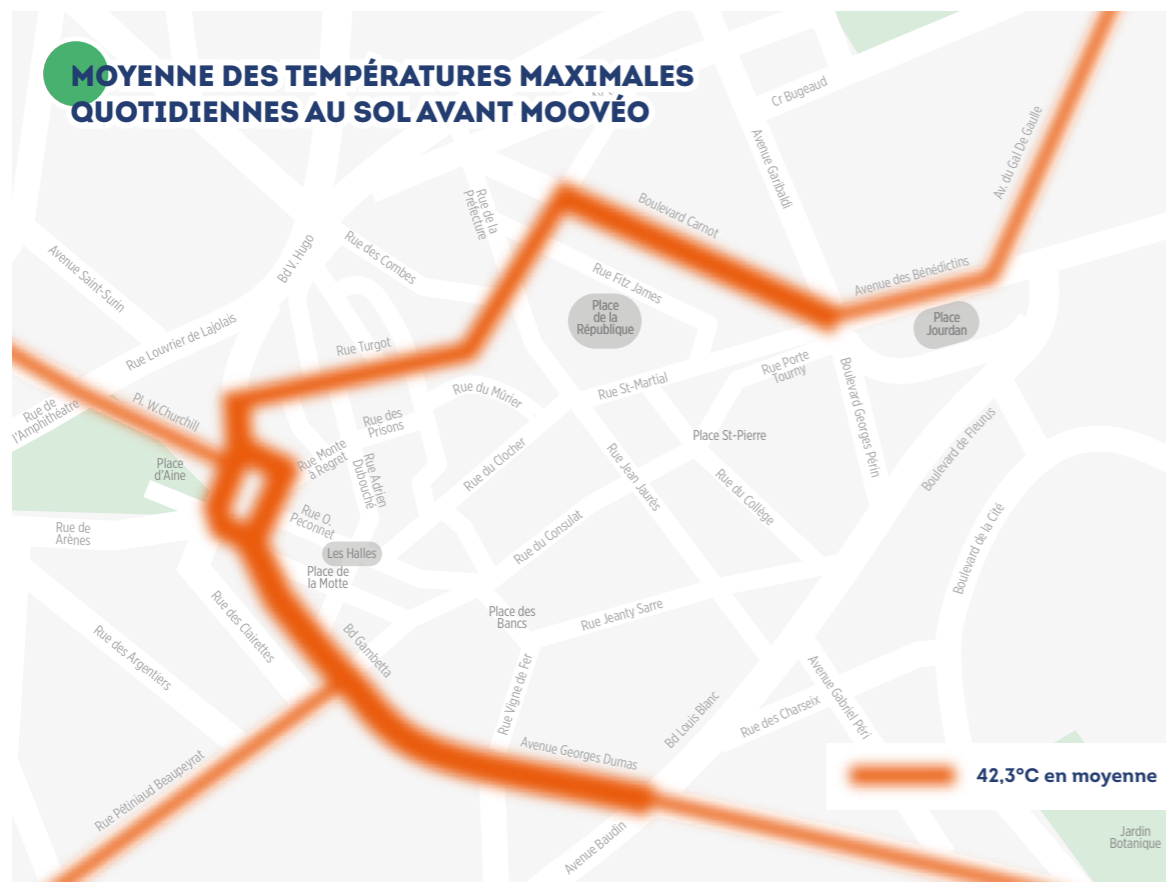 MOYENNE DES TEMPÉRATURES MAXIMALES
QUOTIDIENNES AU SOL AVANT MOOVÉO
Cr Bugeaud
Avenue Garibaldi
Av. du Gal De Gaulle
Rue de la
Préfecture
Boulevard Carnot
Bd V. Hugo
Rue des Combes
Avenue Saint-Surin
Rue Fitz James
Avenue des Bénédictins
Place
de la
République
Place
Jourdan
Rue Louvrier de Lajolais
Rue Turgot
Rue Porte
Tourny
Rue St-Martial
Rue du Mûrier
Boulevard Georges Périn
Rue de
l'Amphithéatre
Pl. W.Churchill
Rue des
Prisons
Place St-Pierre
Boulevard de Fleurus
Rue Monte
à Regret
Rue Adrien
Dubouché
Rue du Clocher
Rue Jean Jaurès
Rue du Collège
Place
d'Aine
Rue O.
Peconnet
Rue de
Arènes
Les Halles
Rue du Consulat
Boulevard de la Cité
Place de
la Motte
Rue des Clairettes
Place des
Bancs
Rue Jeanty Sarre
Rue des Argentiers
Bd Gambetta
Rue Vigne de Fer
Avenue Gabriel Péri
Bd Louis Blanc
Rue des Charseix
Avenue Georges Dumas
Rue Pétiniaud Beaupeyrat
42,3°C en moyenne
Avenue Baudin
Jardin
Botanique